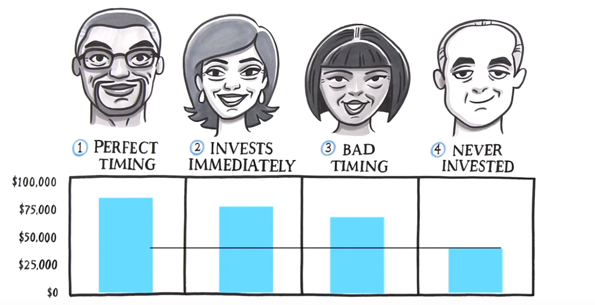 1 PERFECT TIMING
2 INVESTS IMMEDIATELY
3 BAD TIMING
4 NEVER INVESTED
$100,000
$75,000
$50,000
$25,000
$0